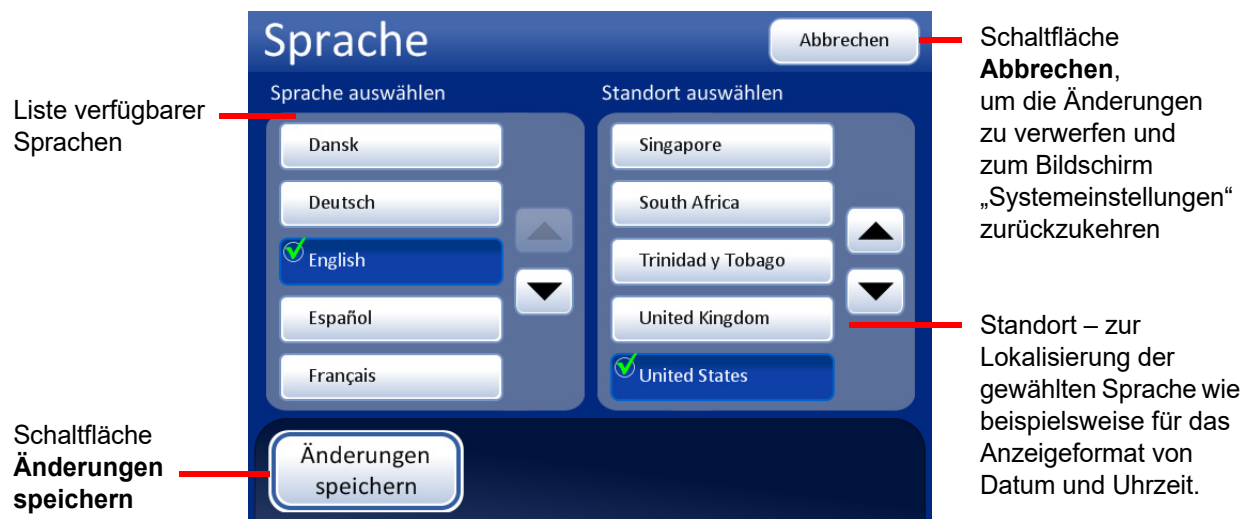 Sprache
Abbrechen
Sprache auswählen
Standort auswählen
Dansk
Deutsch
English
Español
Français
Singapore
South Africa
Trinidad y Tobago
United Kingdom
United States
Änderungen
speichern
Liste verfügbarer
Sprachen
Schaltfläche
Änderungen
speichern
Schaltfläche
Abbrechen,
um die Änderungen
zu verwerfen und
zum Bildschirm
„Systemeinstellungen“
zurückzukehren
Standort – zur
Lokalisierung der
gewählten Sprache wie
beispielsweise für das
Anzeigeformat von
Datum und Uhrzeit.